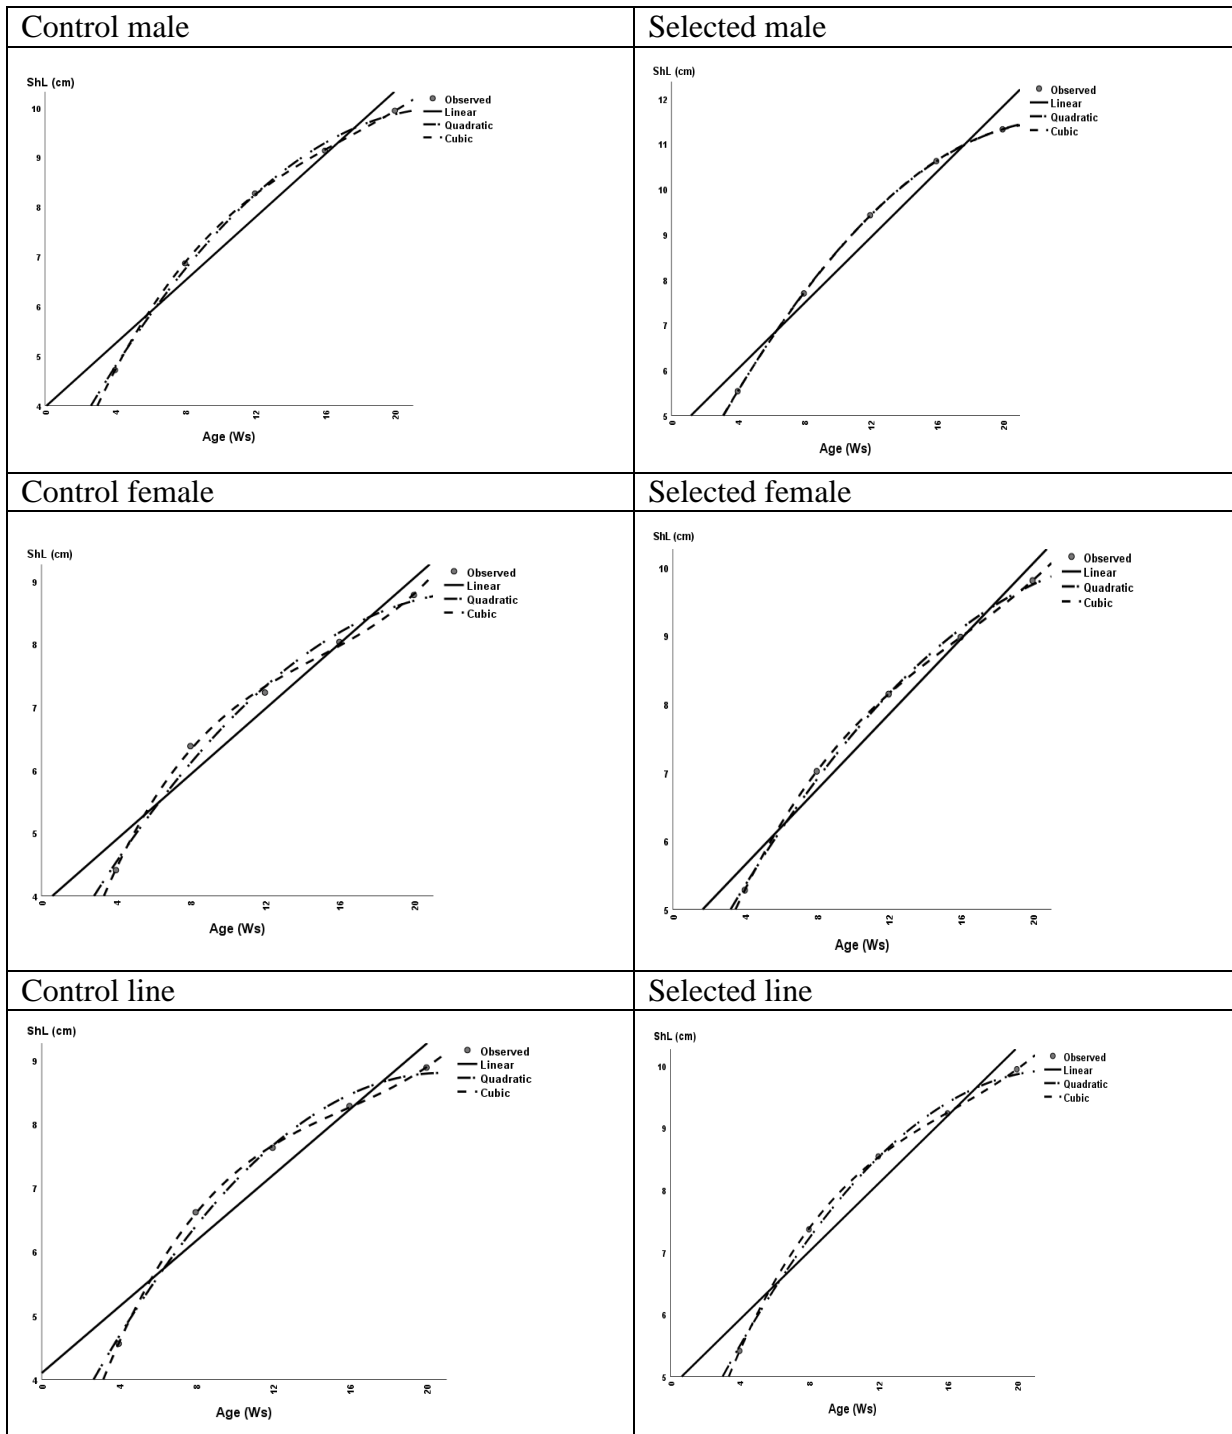 Control male
Selected male
ShL (cm)
10
9
8
7
6
5
4
0
4
8
12
16
20
Age (Ws)
Observed
Linear
Quadratic
Cubic
ShL (cm)
12
11
10
9
8
7
6
5
0
4
8
12
16
20
Age (Ws)
Observed
Linear
Quadratic
Cubic
Control female
Selected female
ShL (cm)
9
8
7
6
5
4
0
4
8
12
16
20
Age (Ws)
Observed
Linear
Quadratic
Cubic
ShL (cm)
10
9
8
7
6
5
0
4
8
12
16
20
Age (Ws)
Observed
Linear
Quadratic
Cubic
Control line
Selected line
ShL (cm)
9
8
7
6
5
4
0
4
8
12
16
20
Age (Ws)
Observed
Linear
Quadratic
Cubic
ShL (cm)
10
9
8
7
6
5
0
4
8
12
16
20
Age (Ws)
Observed
Linear
Quadratic
Cubic